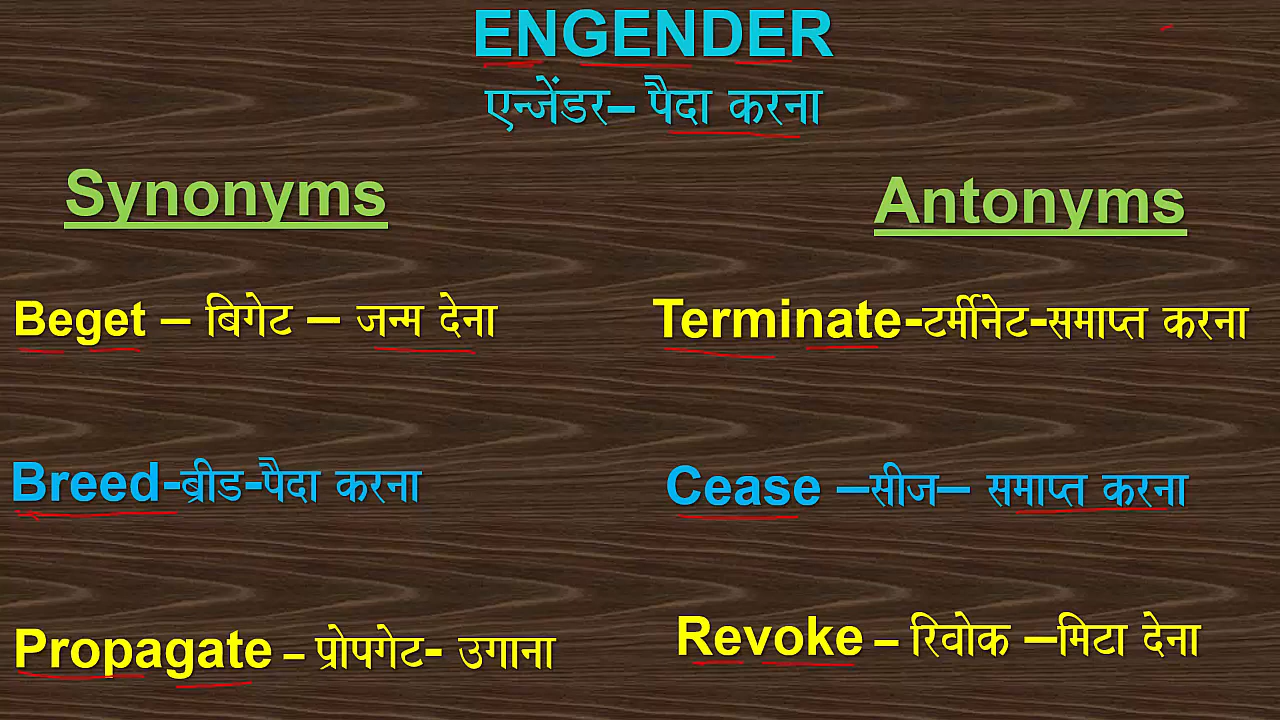 ENGENDER
एन्जेंडर– पैदा करना
Synonyms
Antonyms
Beget – बिगेट – जन्म देना
Terminate-टर्मीनेट-समाप्त करना
Breed-ब्रीड-पैदा करना
Cease –सीज– समाप्त करना
Propagate – प्रोपगेट- उगाना
Revoke – रिवोक –मिटा देना